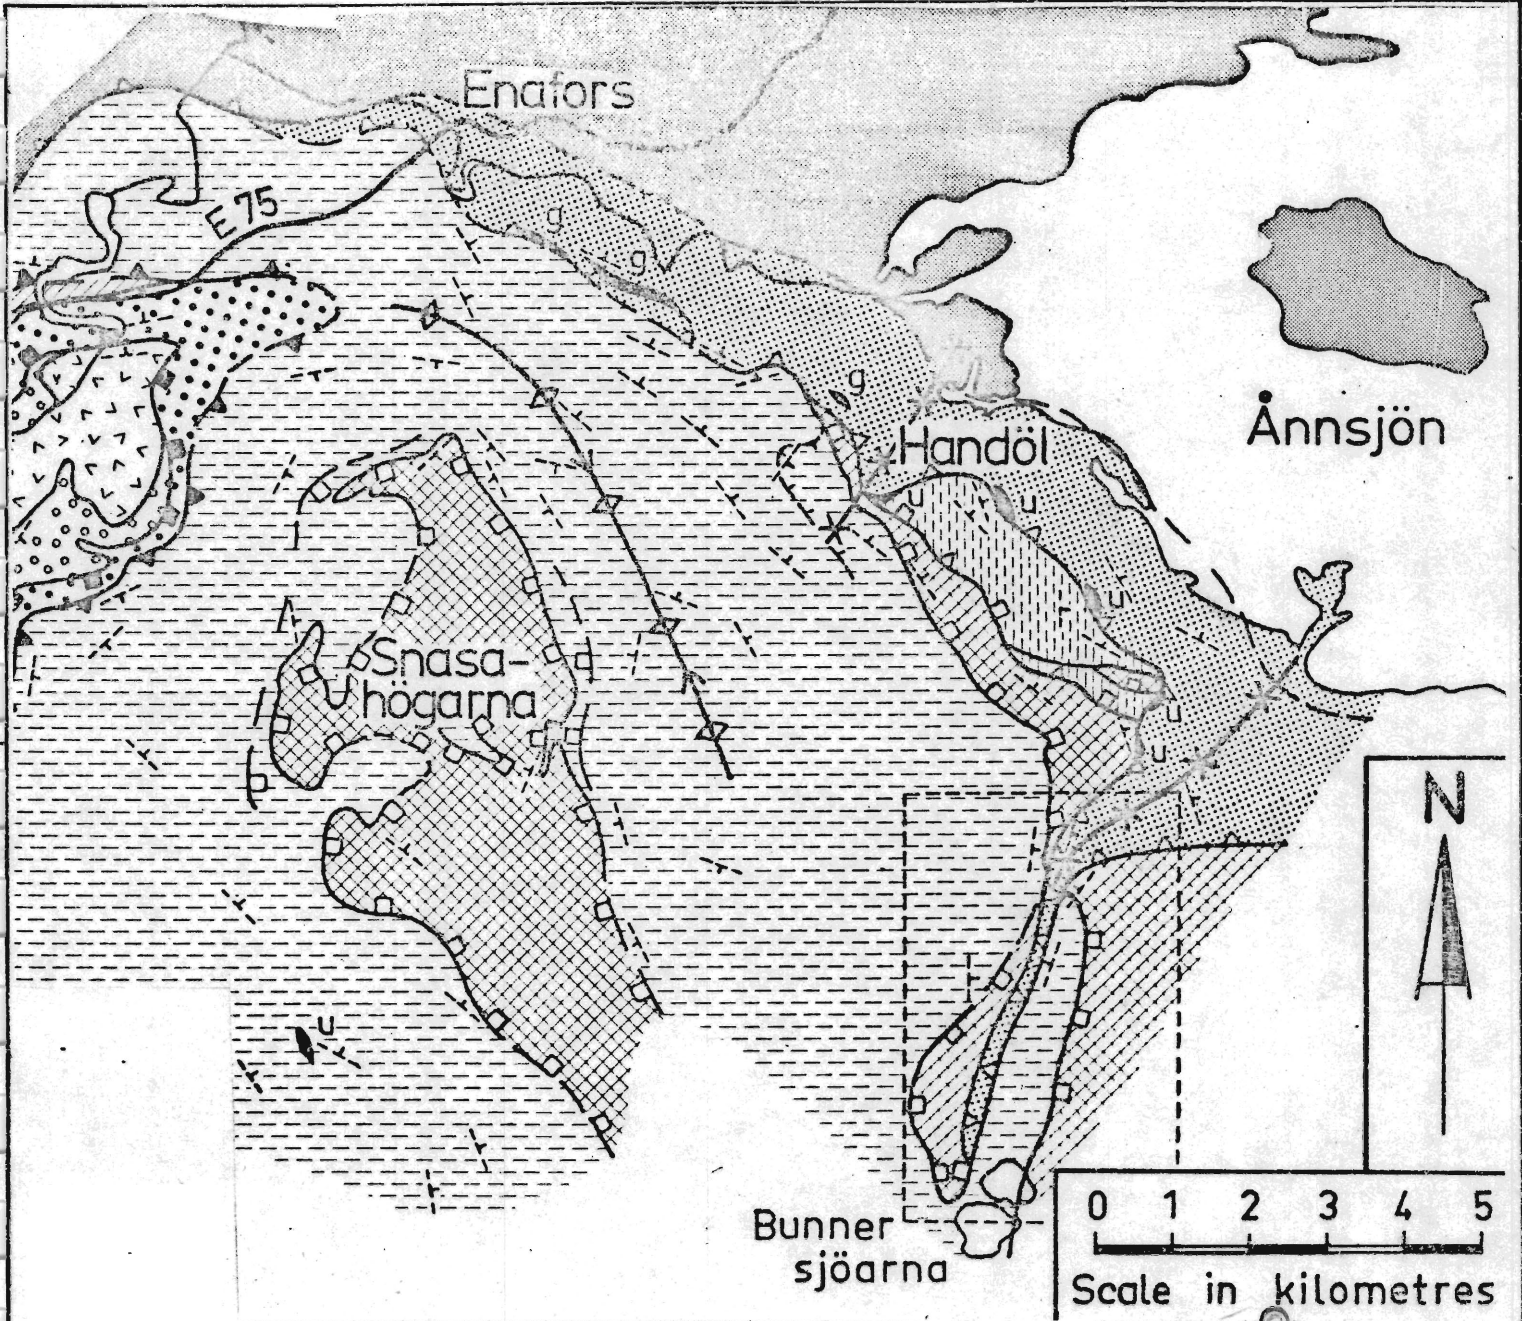 Enafors
E 75
g
g
g
Ånnsjön
Handöl
u
u
Snasa-
högarna
u
u
N
u
Bunner
sjöarna
0 1 2 3 4 5
Scale in kilometres